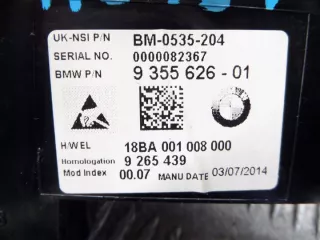 UK-NSI P/N BM-0535-204
SERIAL NO. 0000082367
BMW P/N 9 355 626 - 01
H/W EL 18BA 001 008 000
Homologation 9 265 439
Mod Index 00.07 MANU DATE 03/07/2014